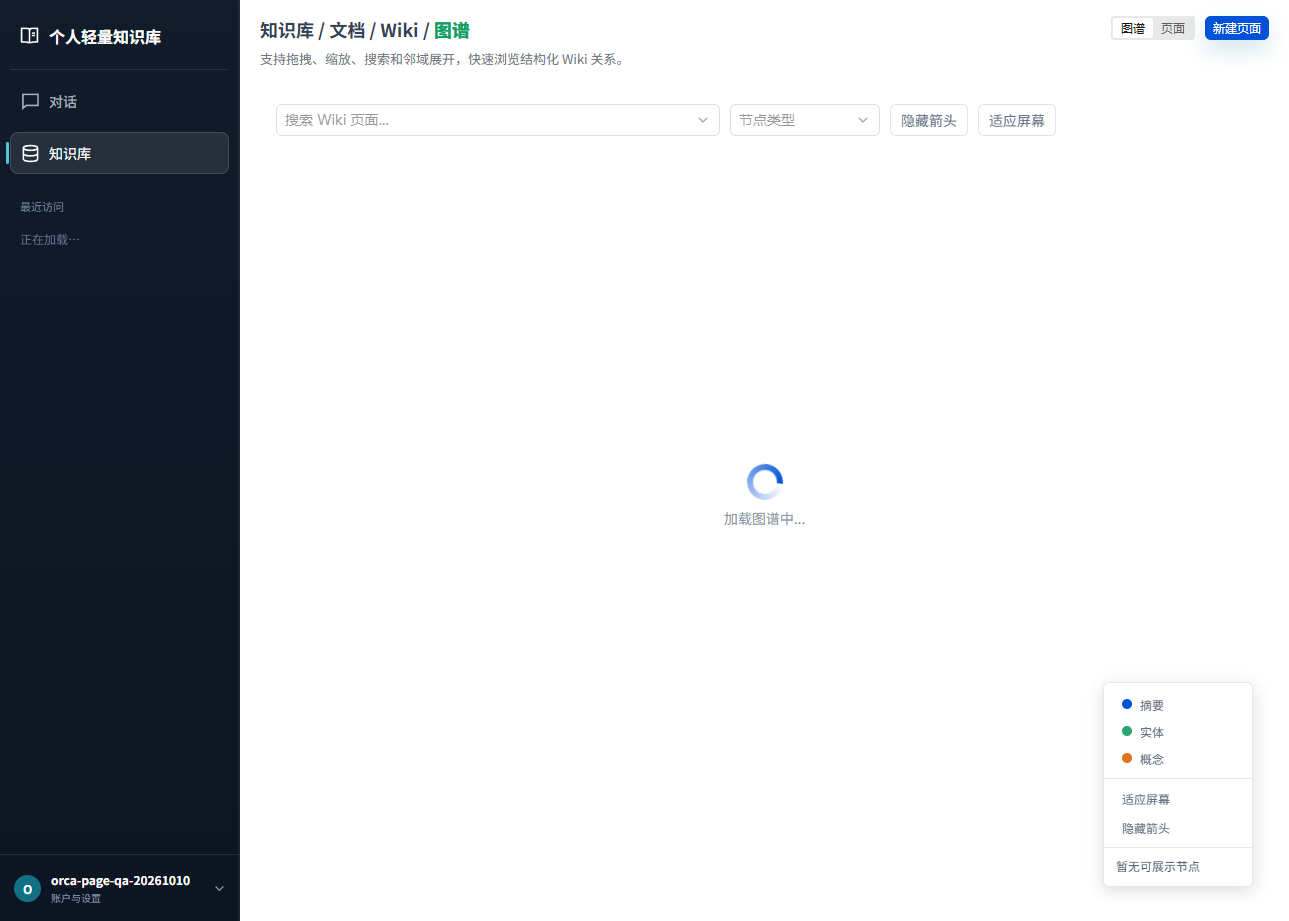 个人轻量知识库
对话
知识库
最近访问
正在加载…
O
orca-page-qa-20261010
账户与设置
知识库 / 文档 / Wiki / 图谱
支持拖拽、缩放、搜索和邻域展开，快速浏览结构化 Wiki 关系。
图谱 页面
新建页面
搜索 Wiki 页面...
节点类型
隐藏箭头
适应屏幕
加载图谱中...
摘要
实体
概念
适应屏幕
隐藏箭头
暂无可展示节点